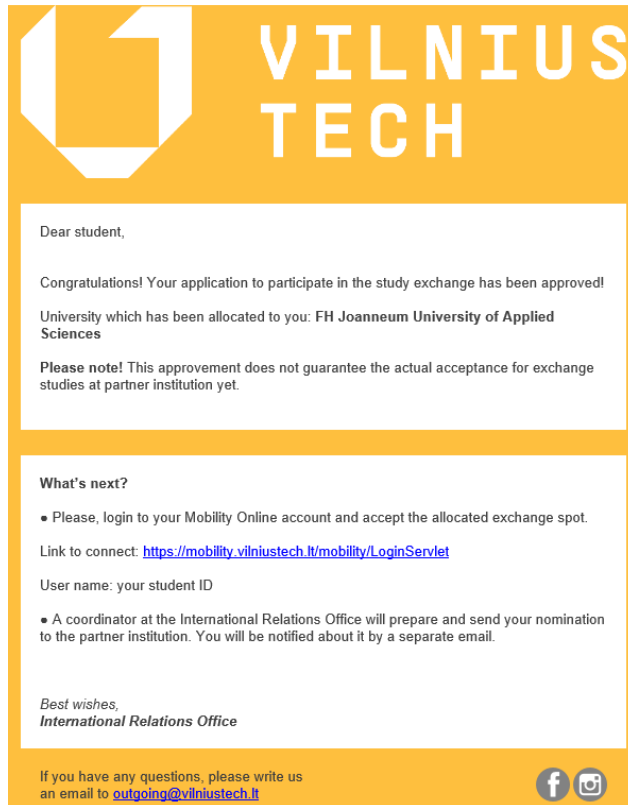 VILNIUS
TECH
Dear student,
Congratulations! Your application to participate in the study exchange has been approved!
University which has been allocated to you: FH Joanneum University of Applied
Sciences
Please note! This approvement does not guarantee the actual acceptance for exchange
studies at partner institution yet.
What's next?
● Please, login to your Mobility Online account and accept the allocated exchange spot.
Link to connect: https://mobility.vilniustech.lt/mobility/LoginServlet
User name: your student ID
● A coordinator at the International Relations Office will prepare and send your nomination
to the partner institution. You will be notified about it by a separate email.
Best wishes,
International Relations Office
If you have any questions, please write us
an email to outgoing@vilniustech.lt